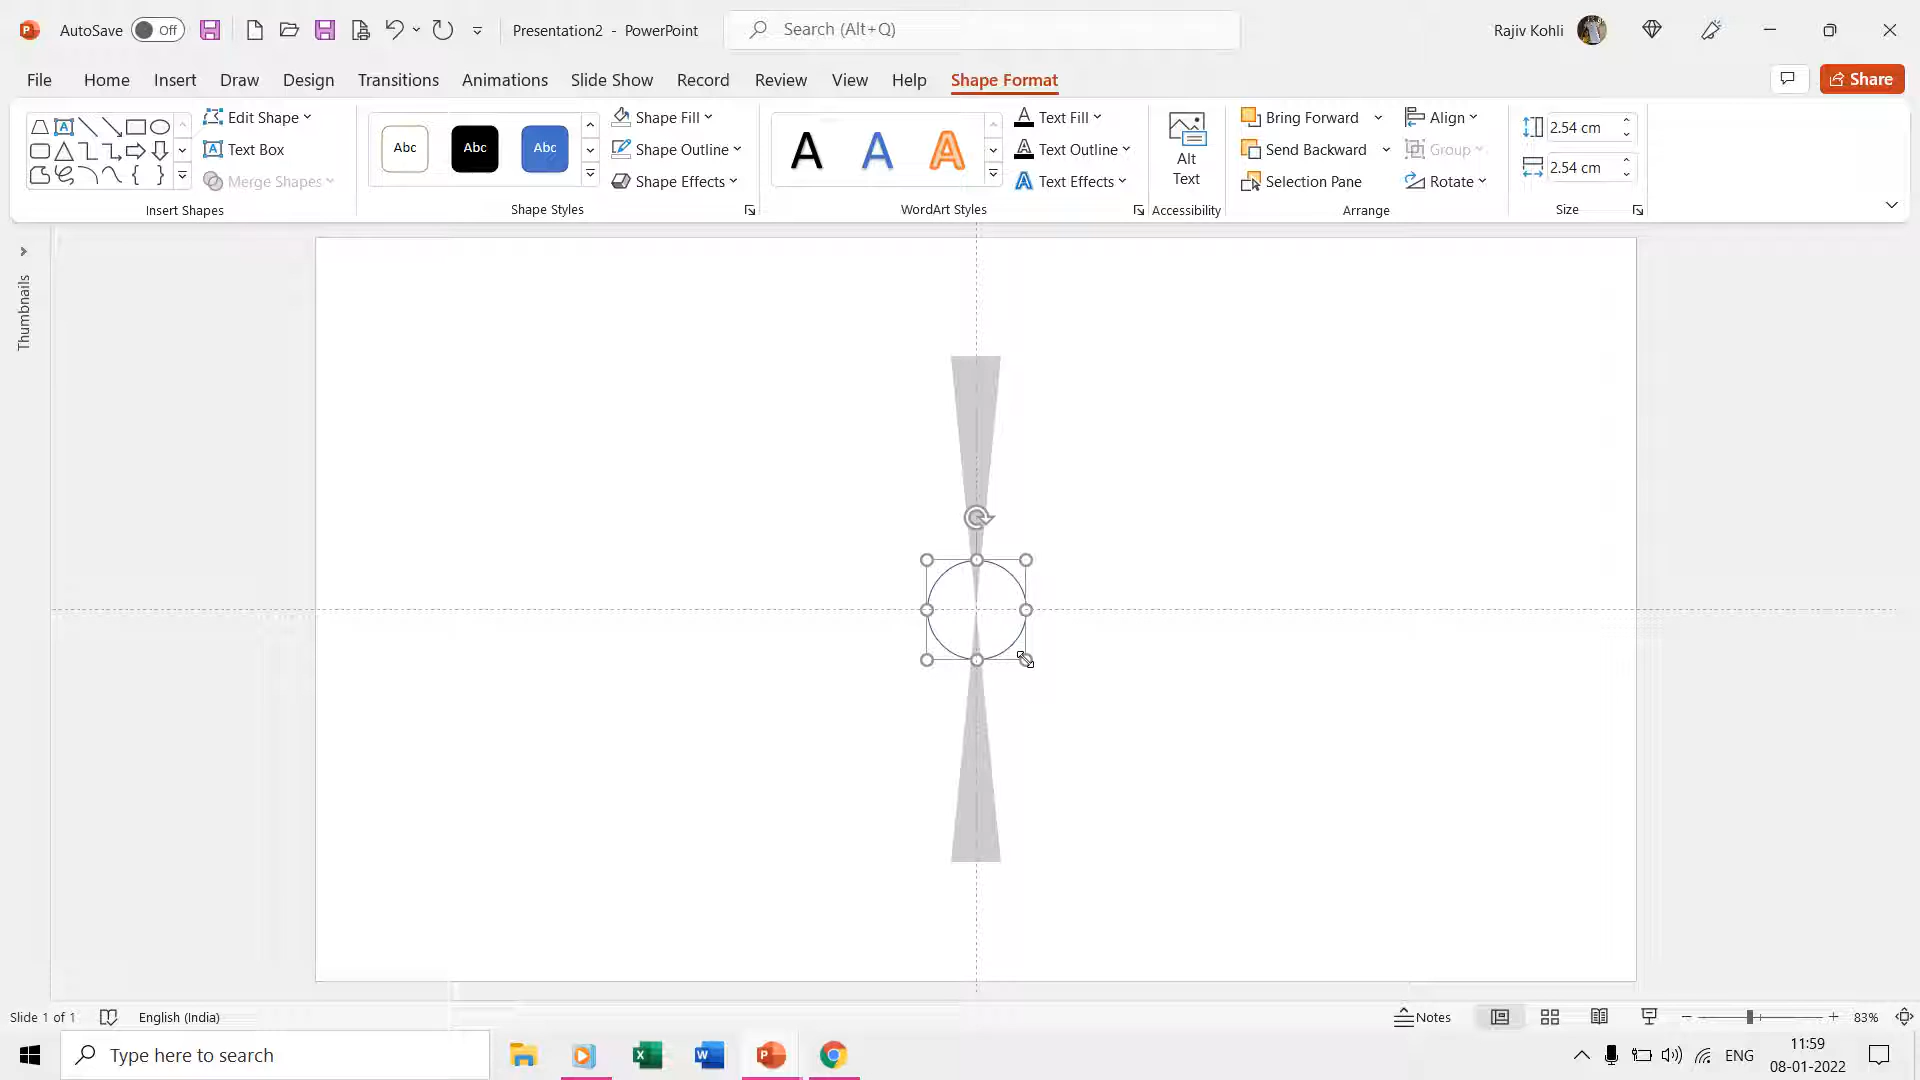 AutoSave Off Presentation2 - PowerPoint Search (Alt+Q) Rajiv Kohli
File Home Insert Draw Design Transitions Animations Slide Show Record Review View Help Shape Format Share
Edit Shape
Text Box
Merge Shapes
Insert Shapes
Abc Abc Abc
Shape Fill
Shape Outline
Shape Effects
Shape Styles
A A A
Text Fill
Text Outline
Text Effects
WordArt Styles
Alt
Text
Accessibility
Bring Forward
Send Backward
Selection Pane
Align
Group
Rotate
Arrange
2.54 cm
2.54 cm
Size
Thumbnails
Slide 1 of 1 English (India) Notes 83%
Type here to search
ENG
11:59
08-01-2022